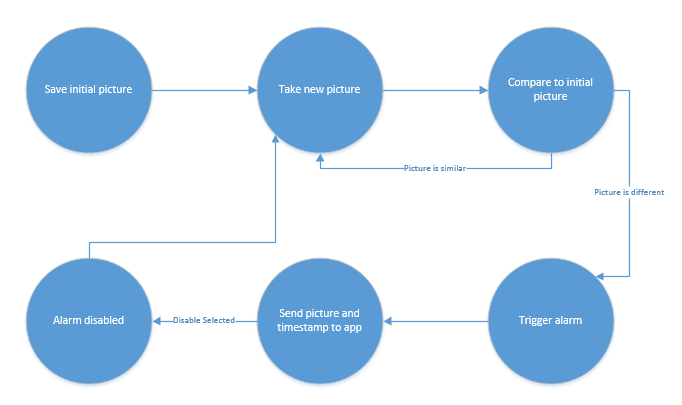 Save initial picture
Take new picture
Compare to initial
picture
Picture is similar
Picture is different
Alarm disabled
Disable Selected
Send picture and
timestamp to app
Trigger alarm